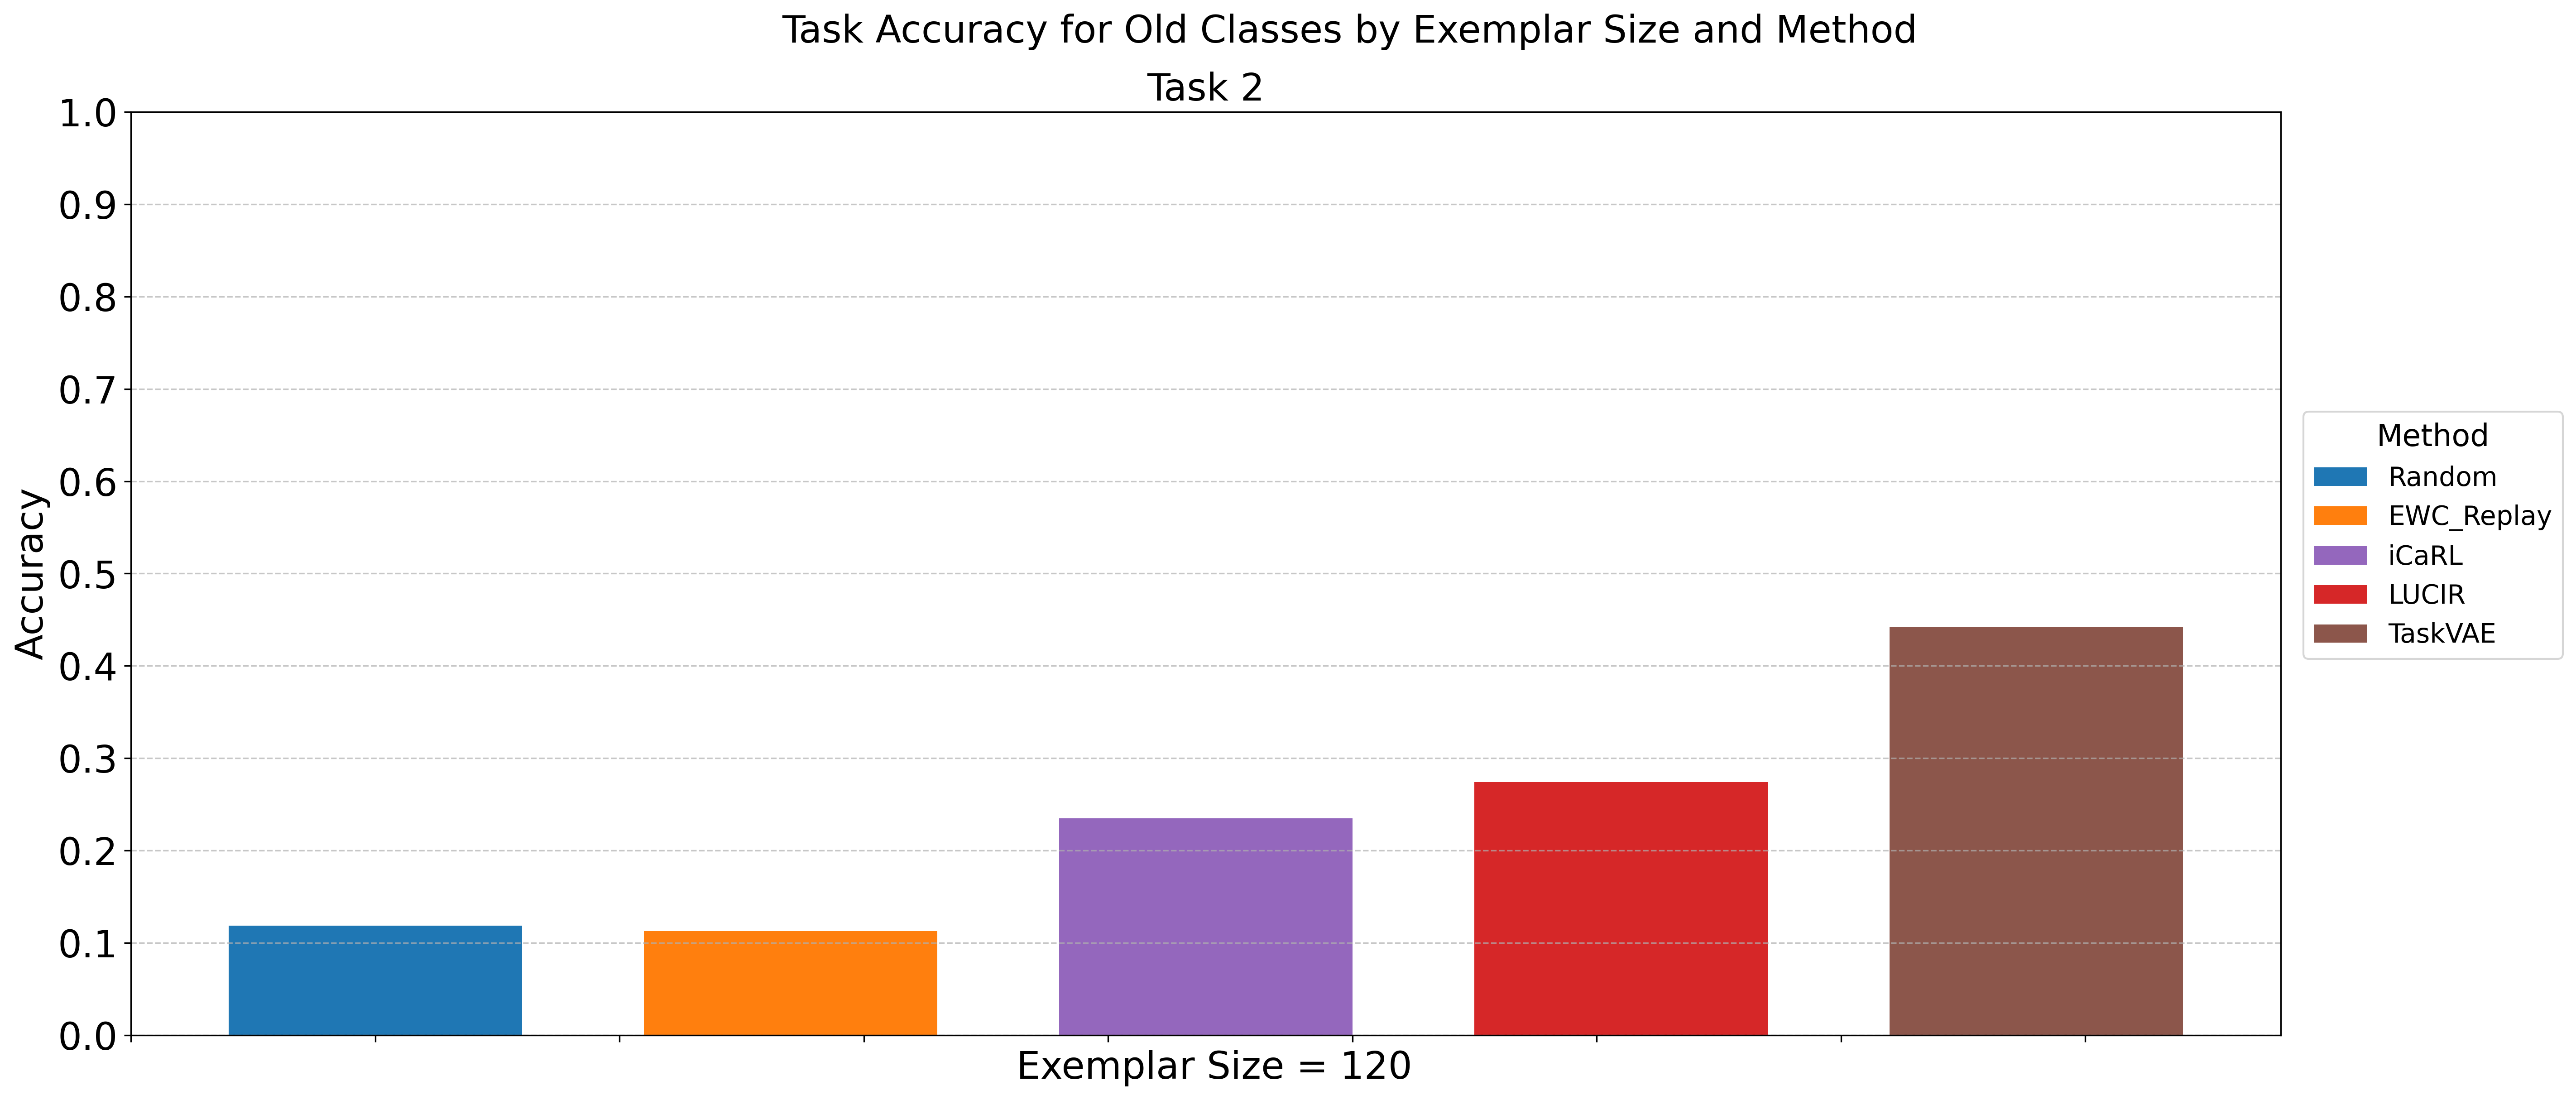 Task Accuracy for Old Classes by Exemplar Size and Method
Task 2
1.0
0.9
0.8
0.7
0.6
0.5
0.4
0.3
0.2
0.1
0.0
Accuracy
Exemplar Size = 120
Method
Random
EWC_Replay
iCaRL
LUCIR
TaskVAE